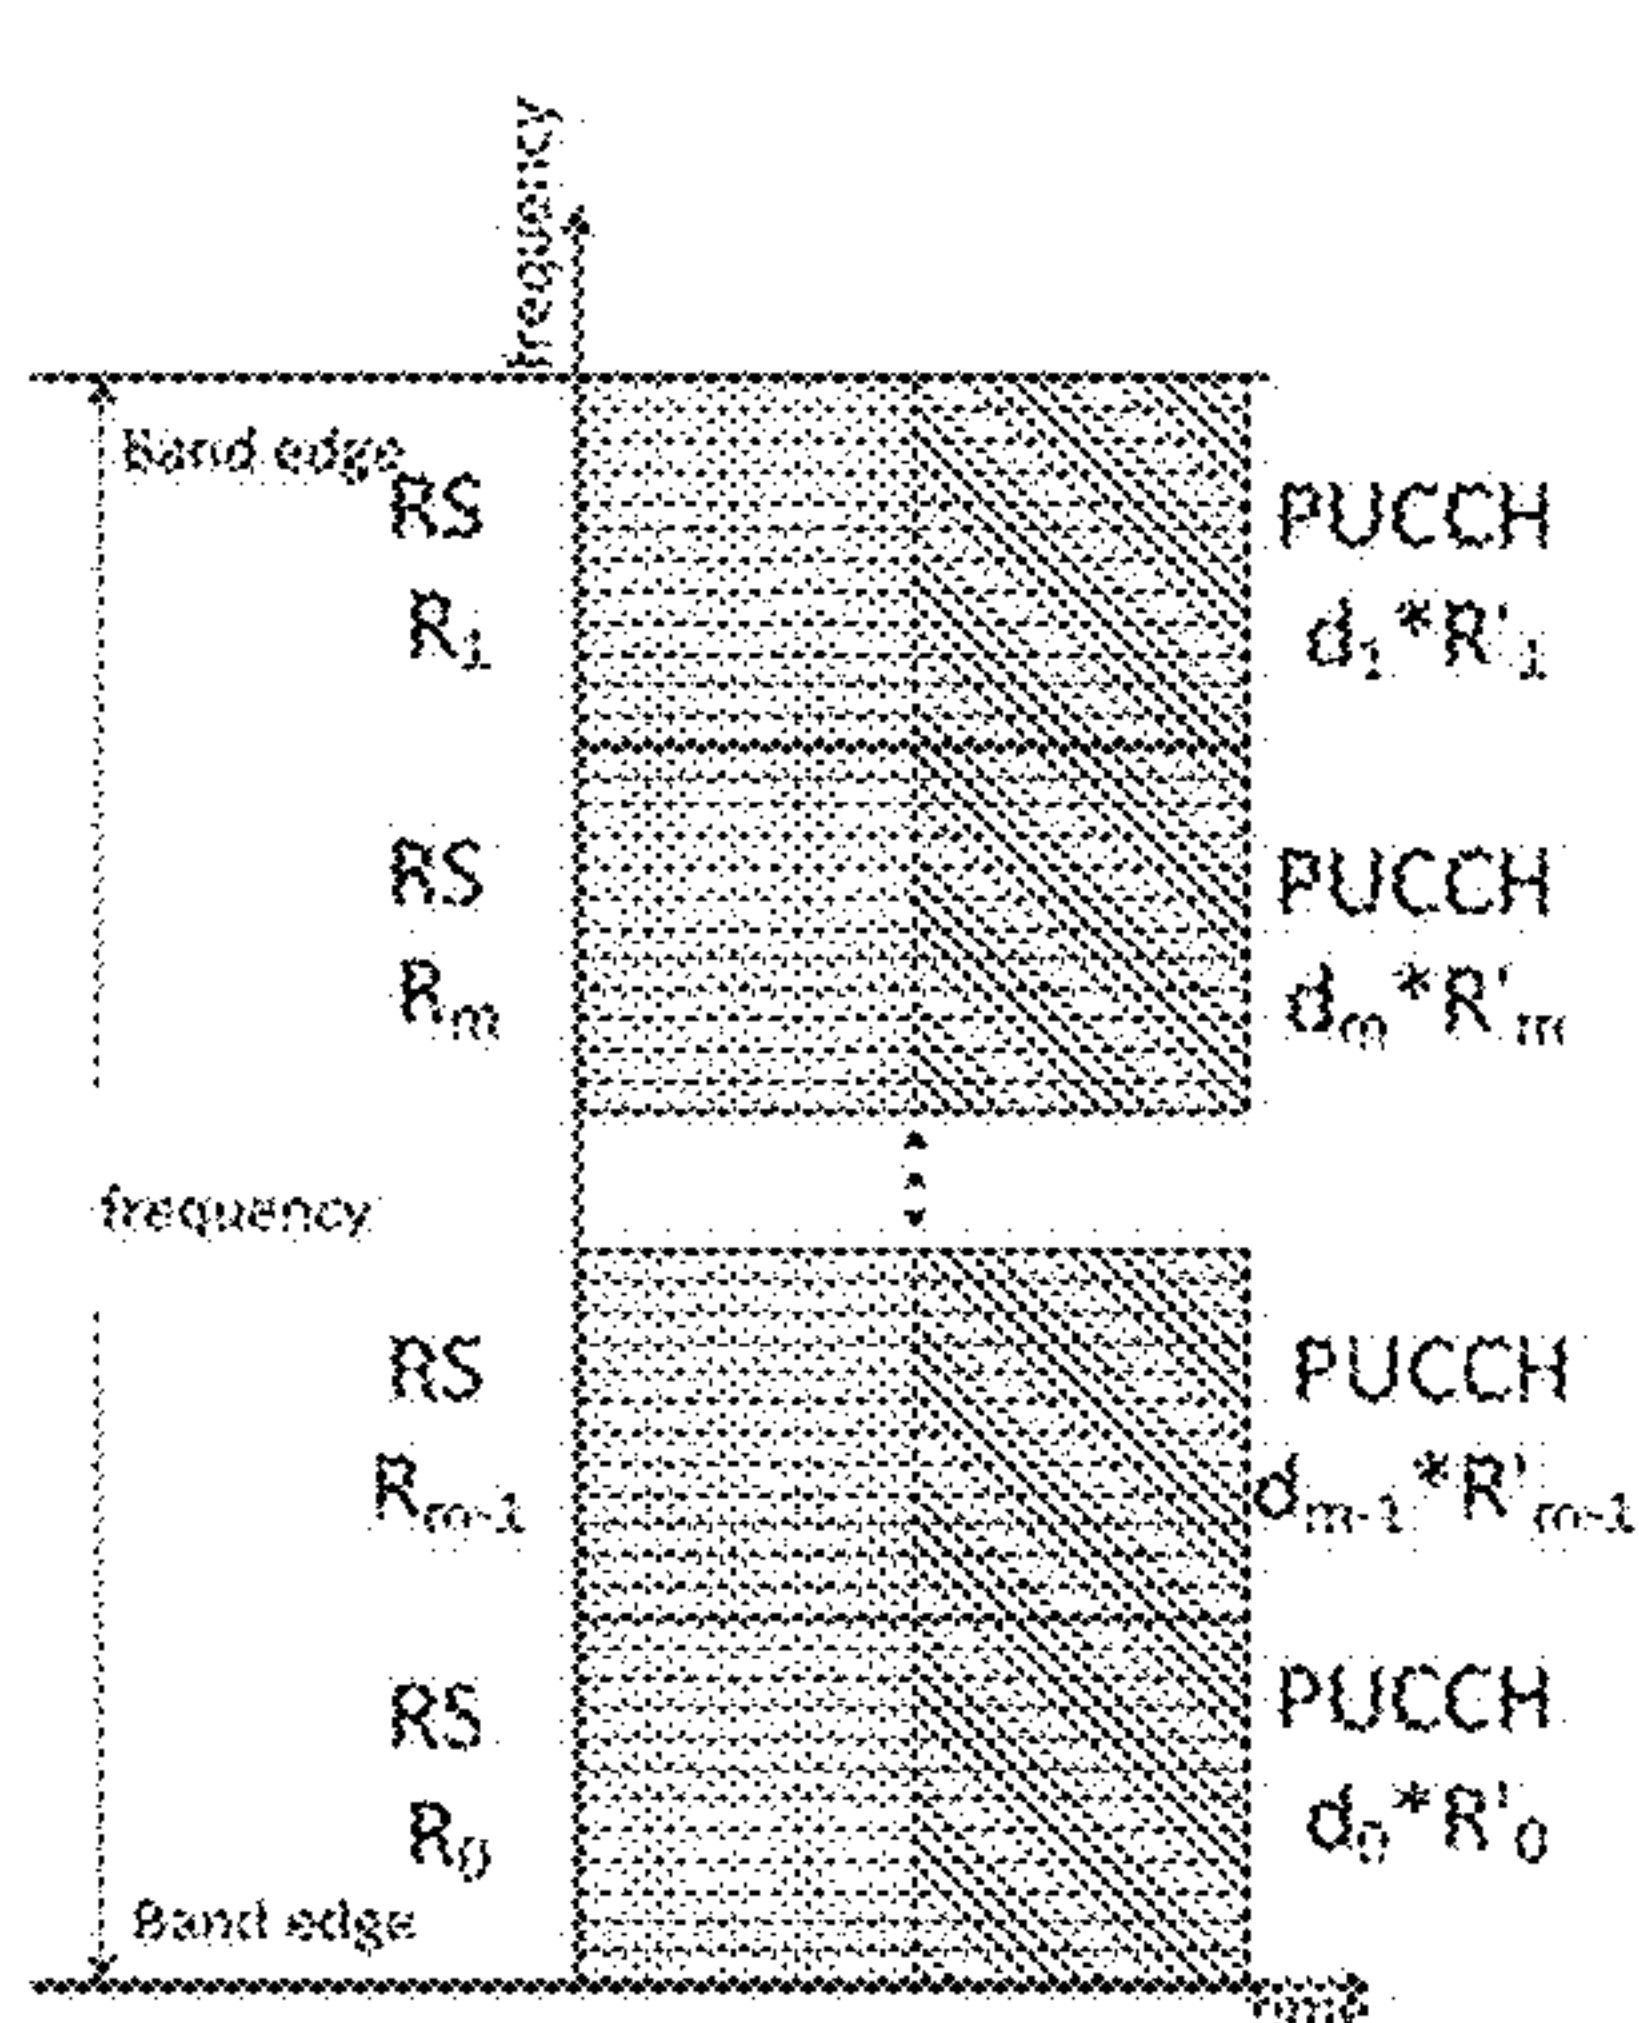 frequency
Band edge
RS
PUCCH
R₁
d₁*R'₁
RS
PUCCH
Rₘ
dₘ*R'ₘ
frequency
RS
PUCCH
Rₘ₋₁
dₘ₋₁*R'ₘ₋₁
RS
PUCCH
R₀
d₀*R'₀
Band edge
time